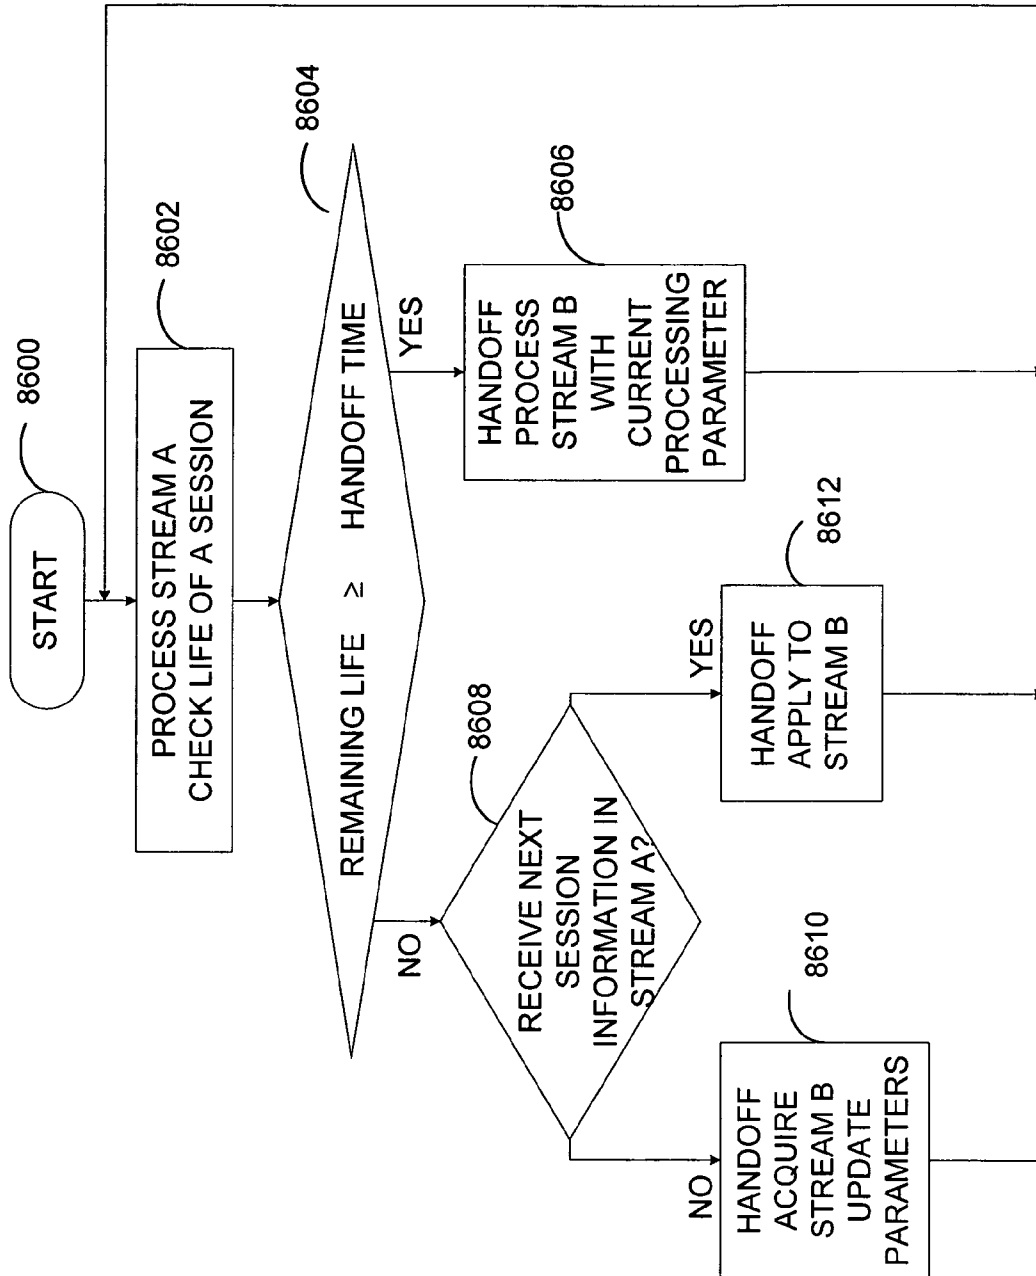 START
8600
PROCESS STREAM A
CHECK LIFE OF A SESSION
8602
REMAINING LIFE ≥ HANDOFF TIME
8604
YES
HANDOFF
PROCESS
STREAM B
WITH
CURRENT
PROCESSING
PARAMETER
8606
NO
RECEIVE NEXT
SESSION
INFORMATION IN
STREAM A?
8608
YES
HANDOFF
APPLY TO
STREAM B
8612
NO
HANDOFF
ACQUIRE
STREAM B
UPDATE
PARAMETERS
8610